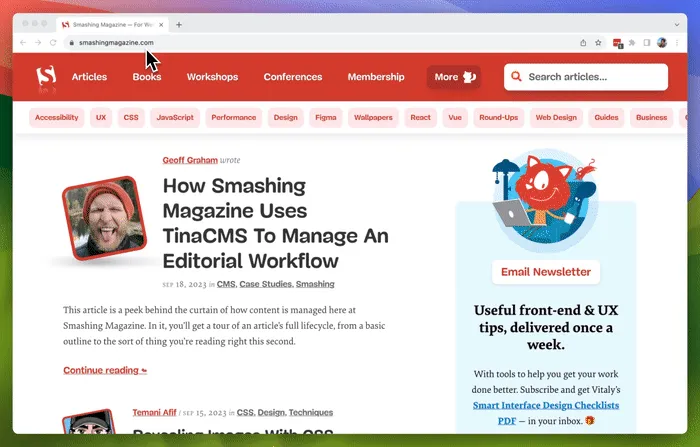 Smashing Magazine — For We
smashingmagazine.com
Articles Books Workshops Conferences Membership More Search articles...
Accessibility UX CSS JavaScript Performance Design Figma Wallpapers React Vue Round-Ups Web Design Guides Business
Geoff Graham wrote
How Smashing
Magazine Uses
TinaCMS To Manage An
Editorial Workflow
SEP 18, 2023 in CMS, Case Studies, Smashing
This article is a peek behind the curtain of how content is managed here at
Smashing Magazine. In it, you’ll get a tour of an article’s full lifecycle, from a basic
outline to the sort of thing you’re reading right this second.
Continue reading
Temani Afif / SEP 15, 2023 in CSS, Design, Techniques
Revealing Images With CSS
Email Newsletter
Useful front-end & UX
tips, delivered once a
week.
With tools to help you get your work
done better. Subscribe and get Vitaly’s
Smart Interface Design Checklists
PDF — in your inbox. 🎁